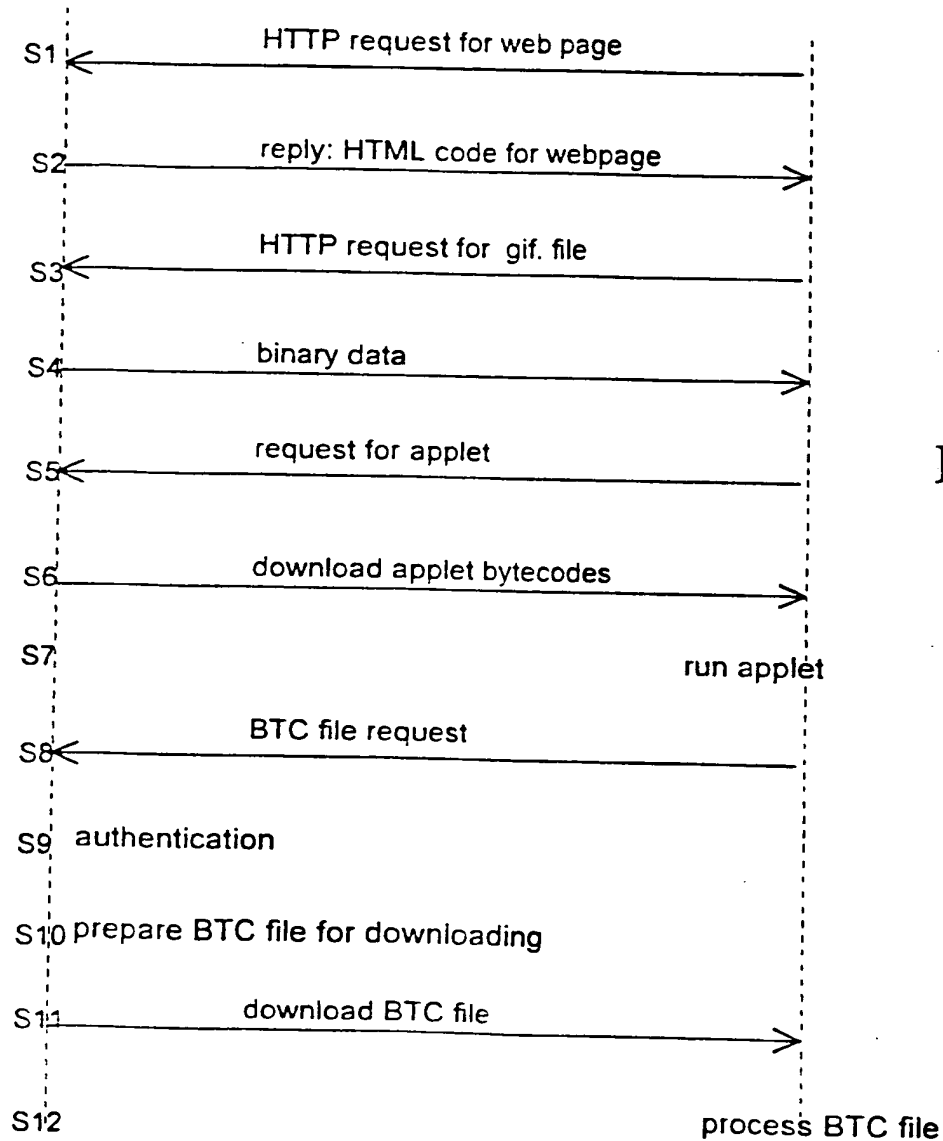 S1 HTTP request for web page
S2 reply: HTML code for webpage
S3 HTTP request for gif. file
S4 binary data
S5 request for applet
S6 download applet bytecodes
S7 run applet
S8 BTC file request
S9 authentication
S10 prepare BTC file for downloading
S11 download BTC file
S12 process BTC file